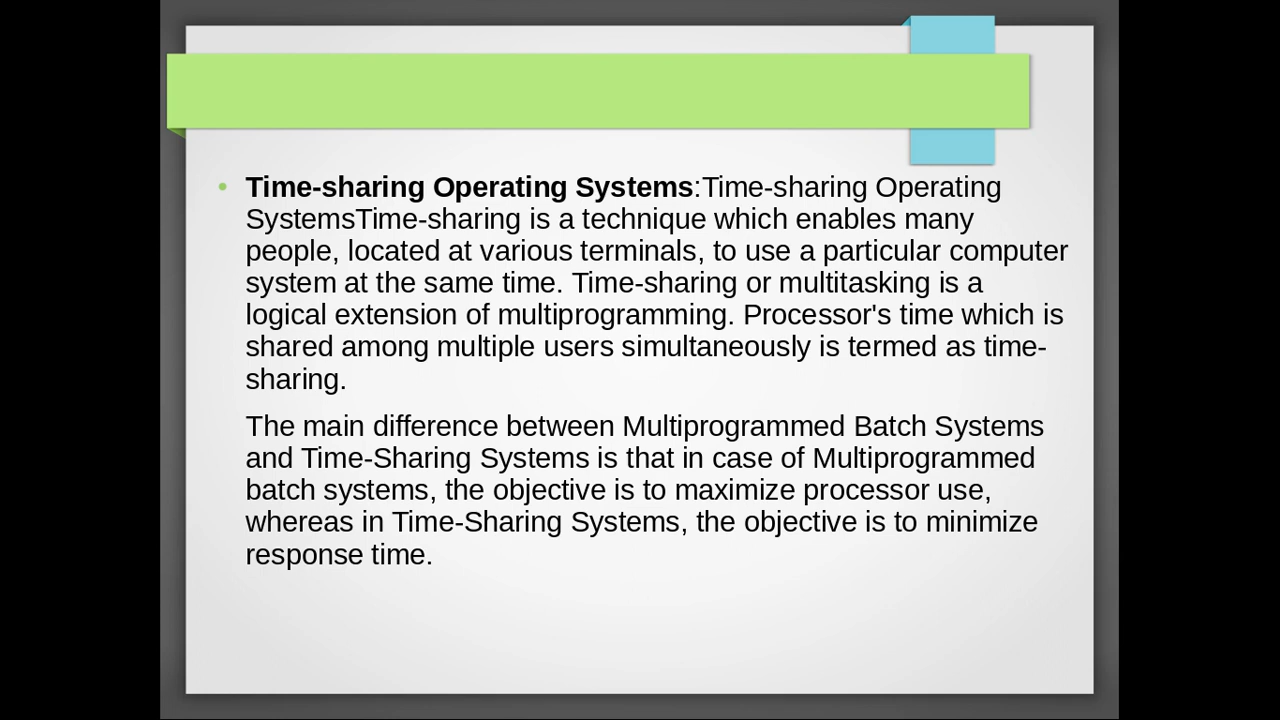 Time-sharing Operating Systems:Time-sharing Operating
SystemsTime-sharing is a technique which enables many
people, located at various terminals, to use a particular computer
system at the same time. Time-sharing or multitasking is a
logical extension of multiprogramming. Processor's time which is
shared among multiple users simultaneously is termed as time-
sharing.
The main difference between Multiprogrammed Batch Systems
and Time-Sharing Systems is that in case of Multiprogrammed
batch systems, the objective is to maximize processor use,
whereas in Time-Sharing Systems, the objective is to minimize
response time.